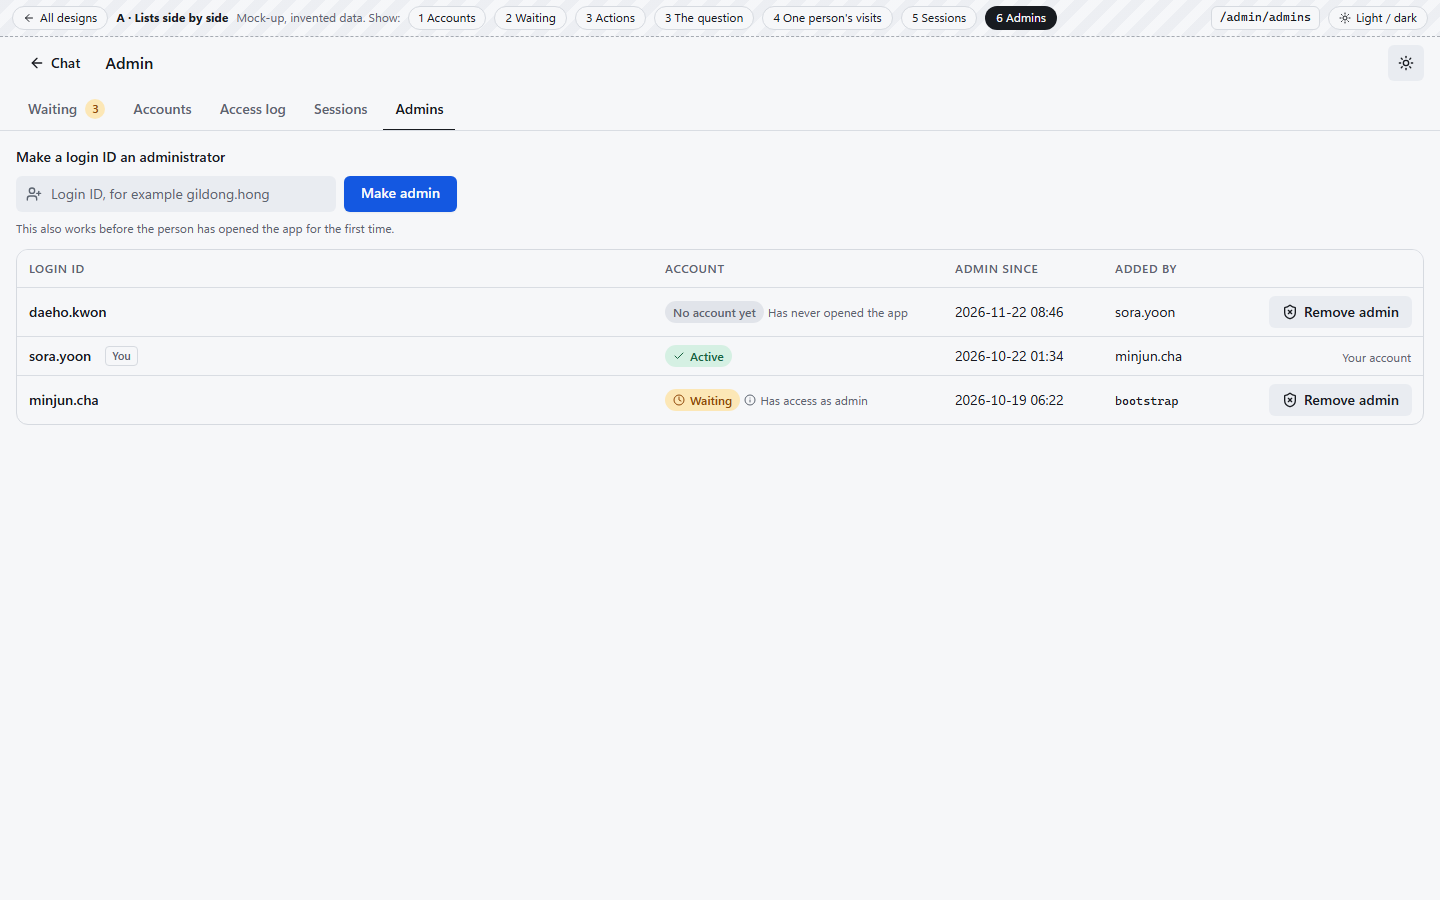 All designs A · Lists side by side Mock-up, invented data. Show: 1 Accounts 2 Waiting 3 Actions 3 The question 4 One person's visits 5 Sessions 6 Admins /admin/admins Light / dark
Chat Admin
Waiting 3 Accounts Access log Sessions Admins
Make a login ID an administrator
Login ID, for example gildong.hong Make admin
This also works before the person has opened the app for the first time.
LOGIN ID ACCOUNT ADMIN SINCE ADDED BY
daeho.kwon No account yet Has never opened the app 2026-11-22 08:46 sora.yoon Remove admin
sora.yoon You Active 2026-10-22 01:34 minjun.cha Your account
minjun.cha Waiting Has access as admin 2026-10-19 06:22 bootstrap Remove admin